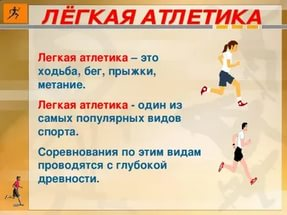 ЛЁГКАЯ АТЛЕТИКА
Легкая атлетика – это
ходьба, бег, прыжки,
метание.
Легкая атлетика - один из
самых популярных видов
спорта.
Соревнования по этим видам
проводятся с глубокой
древности.